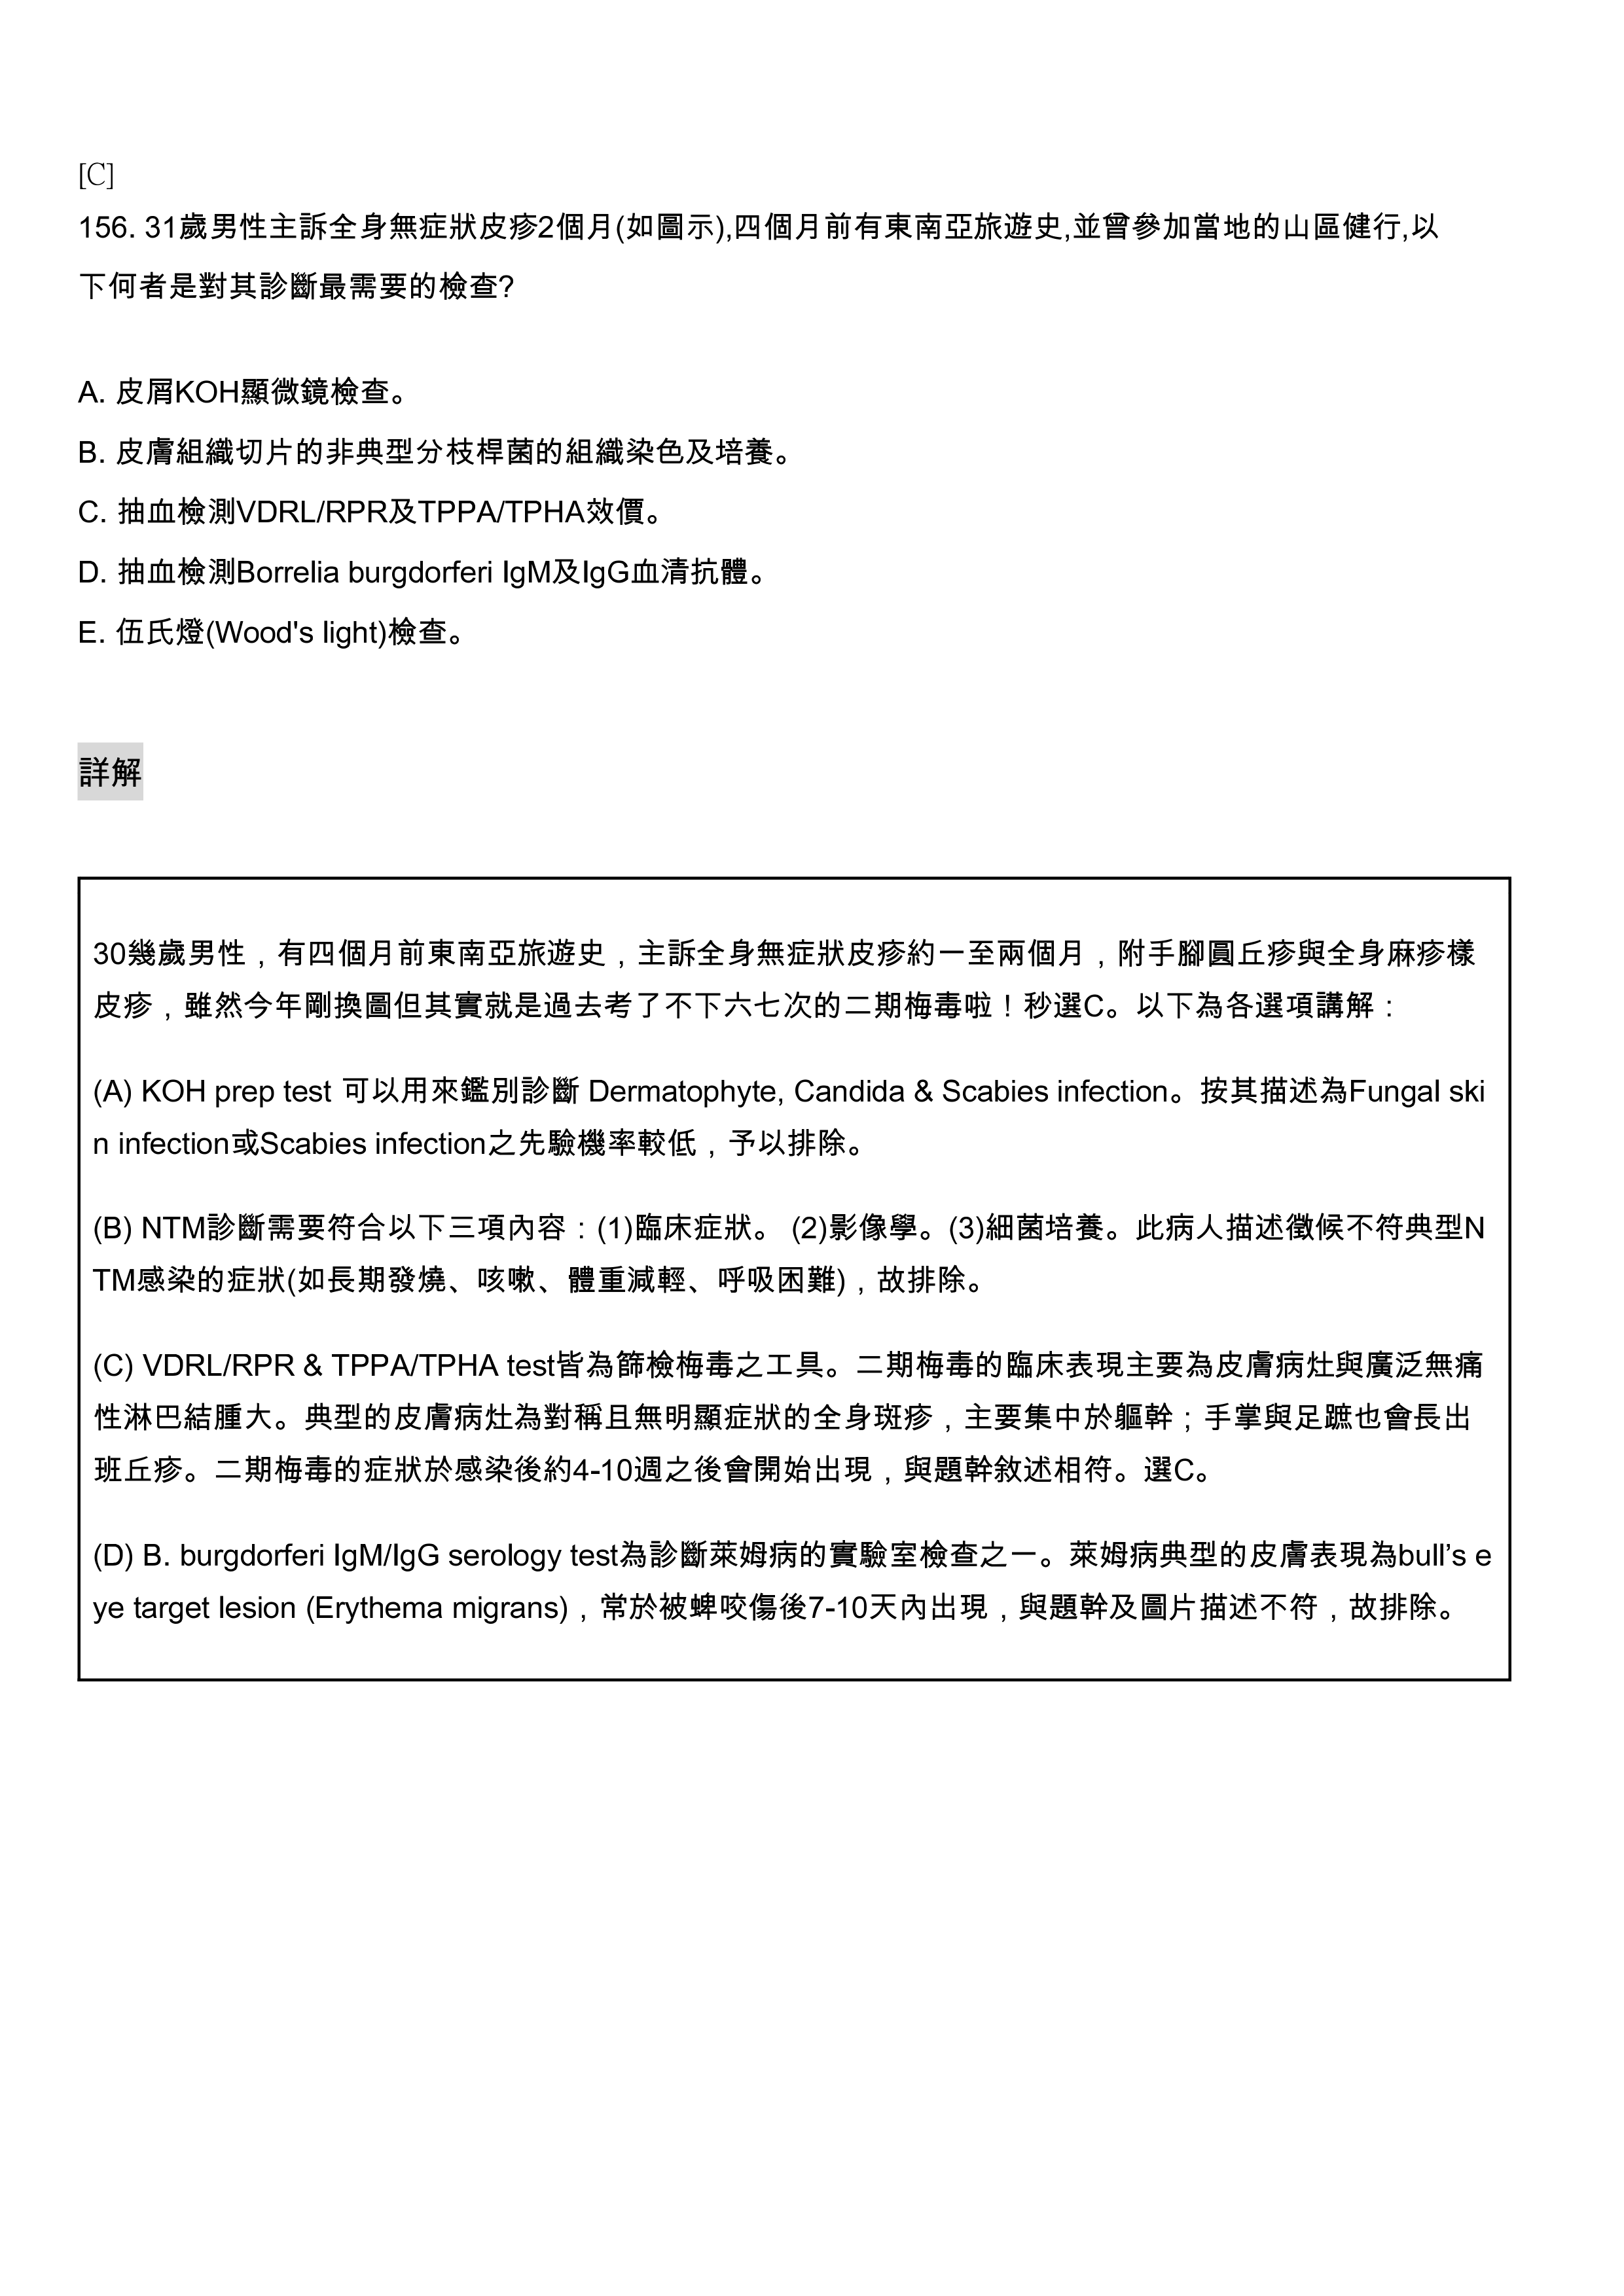 [C]
156. 31歲男性主訴全身無症狀皮疹2個月(如圖示),四個月前有東南亞旅遊史,並曾參加當地的山區健行,以
下何者是對其診斷最需要的檢查?
A. 皮屑KOH顯微鏡檢查。
B. 皮膚組織切片的非典型分枝桿菌的組織染色及培養。
C. 抽血檢測VDRL/RPR及TPPA/TPHA效價。
D. 抽血檢測Borrelia burgdorferi IgM及IgG血清抗體。
E. 伍氏燈(Wood's light)檢查。
詳解
30幾歲男性，有四個月前東南亞旅遊史，主訴全身無症狀皮疹約一至兩個月，附手腳圓丘疹與全身麻疹樣
皮疹，雖然今年剛換圖但其實就是過去考了不下六七次的二期梅毒啦！秒選C。以下為各選項講解：
(A) KOH prep test 可以用來鑑別診斷 Dermatophyte, Candida & Scabies infection。按其描述為Fungal ski
n infection或Scabies infection之先驗機率較低，予以排除。
(B) NTM診斷需要符合以下三項內容：(1)臨床症狀。 (2)影像學。(3)細菌培養。此病人描述徵候不符典型N
TM感染的症狀(如長期發燒、咳嗽、體重減輕、呼吸困難)，故排除。
(C) VDRL/RPR & TPPA/TPHA test皆為篩檢梅毒之工具。二期梅毒的臨床表現主要為皮膚病灶與廣泛無痛
性淋巴結腫大。典型的皮膚病灶為對稱且無明顯症狀的全身斑疹，主要集中於軀幹；手掌與足蹠也會長出
班丘疹。二期梅毒的症狀於感染後約4-10週之後會開始出現，與題幹敘述相符。選C。
(D) B. burgdorferi IgM/IgG serology test為診斷萊姆病的實驗室檢查之一。萊姆病典型的皮膚表現為bull’s e
ye target lesion (Erythema migrans)，常於被蜱咬傷後7-10天內出現，與題幹及圖片描述不符，故排除。